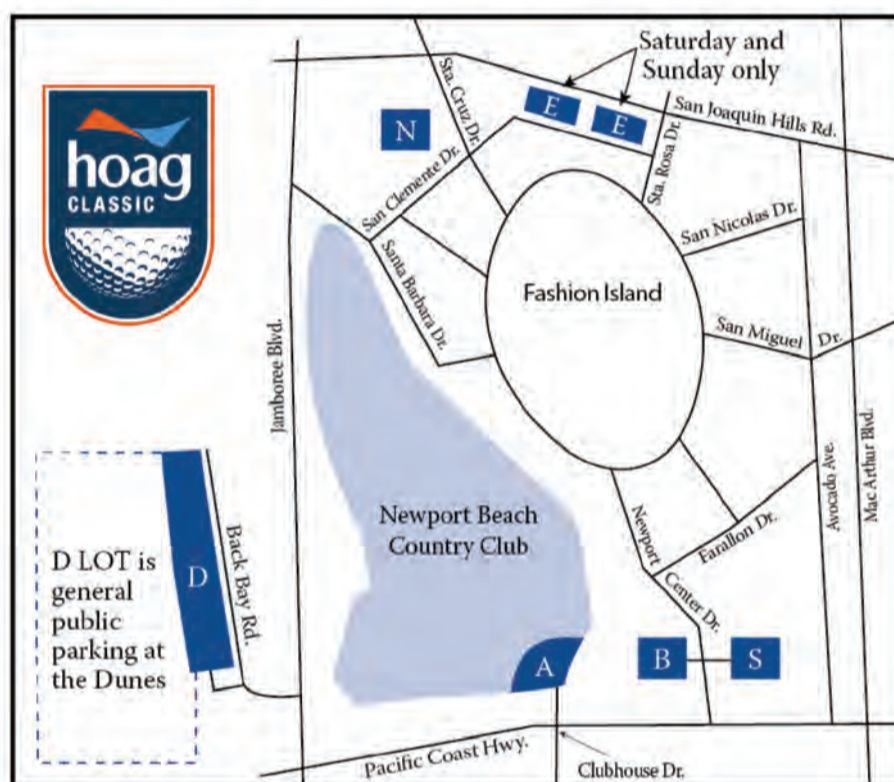 Saturday and
Sunday only
hoag
CLASSIC
N
E
E
Sta. Cruz Dr.
San Joaquin Hills Rd.
Sta. Rosa Dr.
San Clemente Dr.
San Nicolas Dr.
Santa Barbara Dr.
Fashion Island
San Miguel Dr.
Jamboree Blvd.
Avocado Ave.
Mac Arthur Blvd.
Newport Beach
Country Club
Newport Center Dr.
Farallon Dr.
D LOT is
general
public
parking at
the Dunes
D
Back Bay Rd.
A
B
S
Pacific Coast Hwy.
Clubhouse Dr.